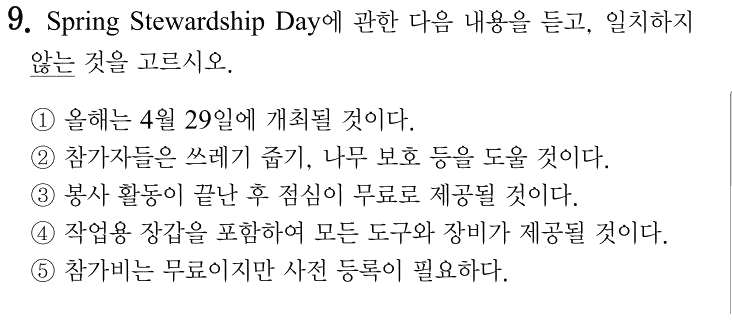 9. Spring Stewardship Day에 관한 다음 내용을 듣고, 일치하지
않는 것을 고르시오.
① 올해는 4월 29일에 개최될 것이다.
② 참가자들은 쓰레기 줍기, 나무 보호 등을 도울 것이다.
③ 봉사 활동이 끝난 후 점심이 무료로 제공될 것이다.
④ 작업용 장갑을 포함하여 모든 도구와 장비가 제공될 것이다.
⑤ 참가비는 무료이지만 사전 등록이 필요하다.